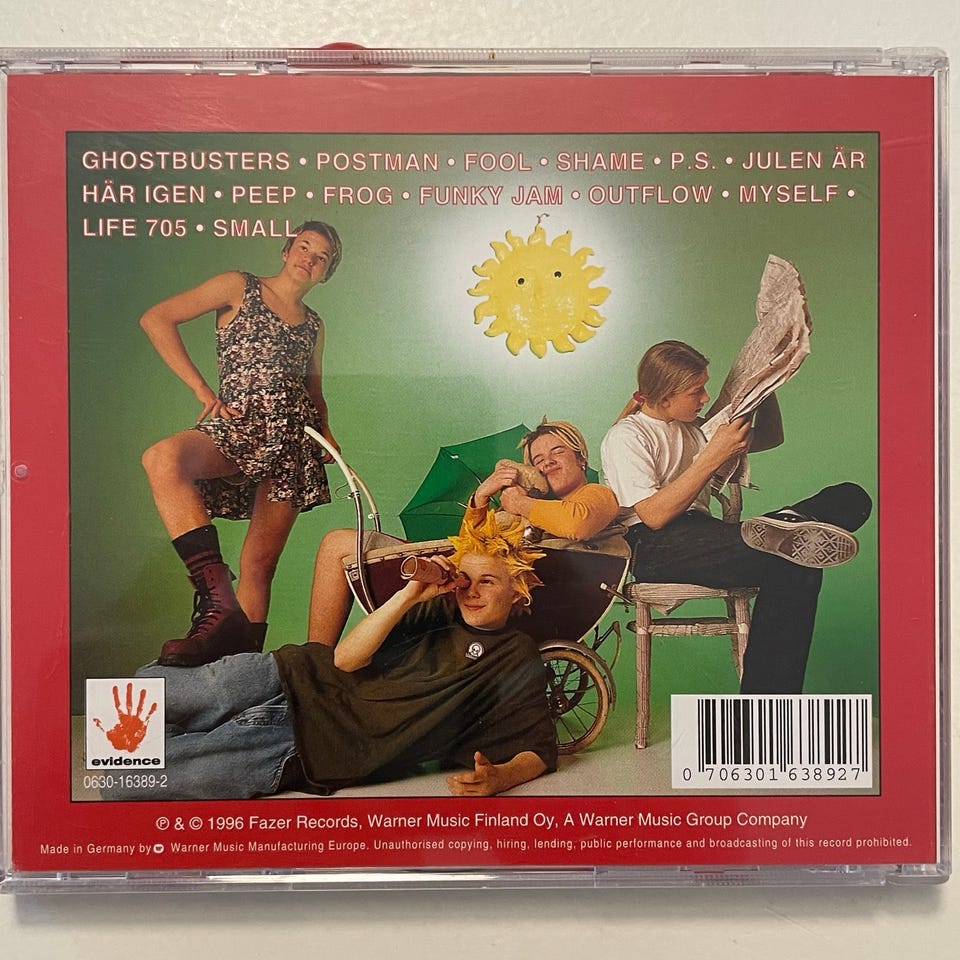 GHOSTBUSTERS • POSTMAN • FOOL • SHAME • P.S. • JULEN ÄR
HÄR IGEN • PEEP • FROG • FUNKY JAM • OUTFLOW • MYSELF •
LIFE 705 • SMALL
evidence
0630-16389-2
0 706301 638927
℗ & © 1996 Fazer Records, Warner Music Finland Oy, A Warner Music Group Company
Made in Germany by Warner Music Manufacturing Europe. Unauthorised copying, hiring, lending, public performance and broadcasting of this record prohibited.